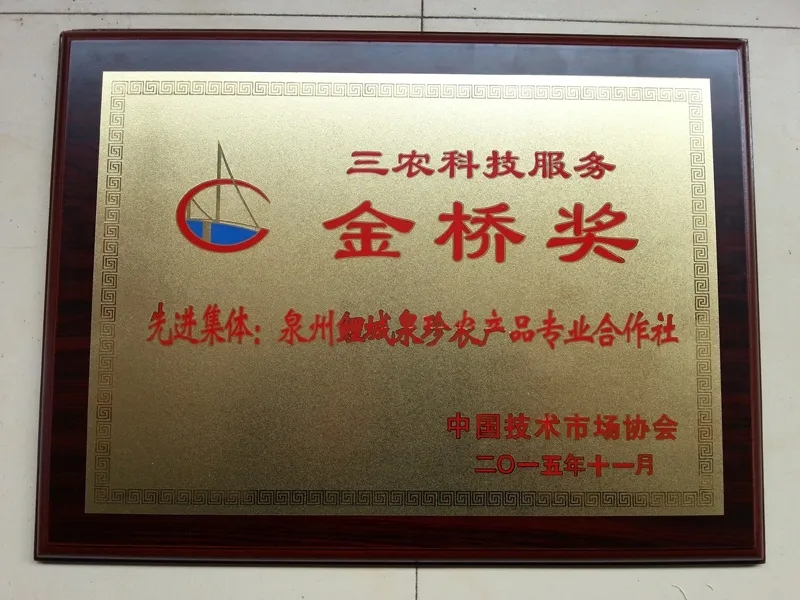 三农科技服务
金桥奖
先进集体：泉州鲤城泉珍农产品专业合作社
中国技术市场协会
二〇一五年十一月